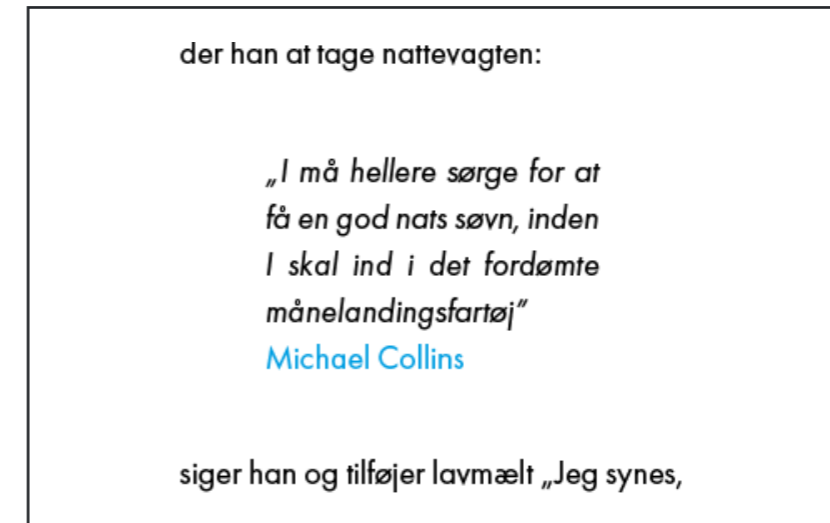 der han at tage nattevagten:
„I må hellere sørge for at
få en god nats søvn, inden
I skal ind i det fordømte
månelandingsfartøj”
Michael Collins
siger han og tilføjer lavmælt „Jeg synes,